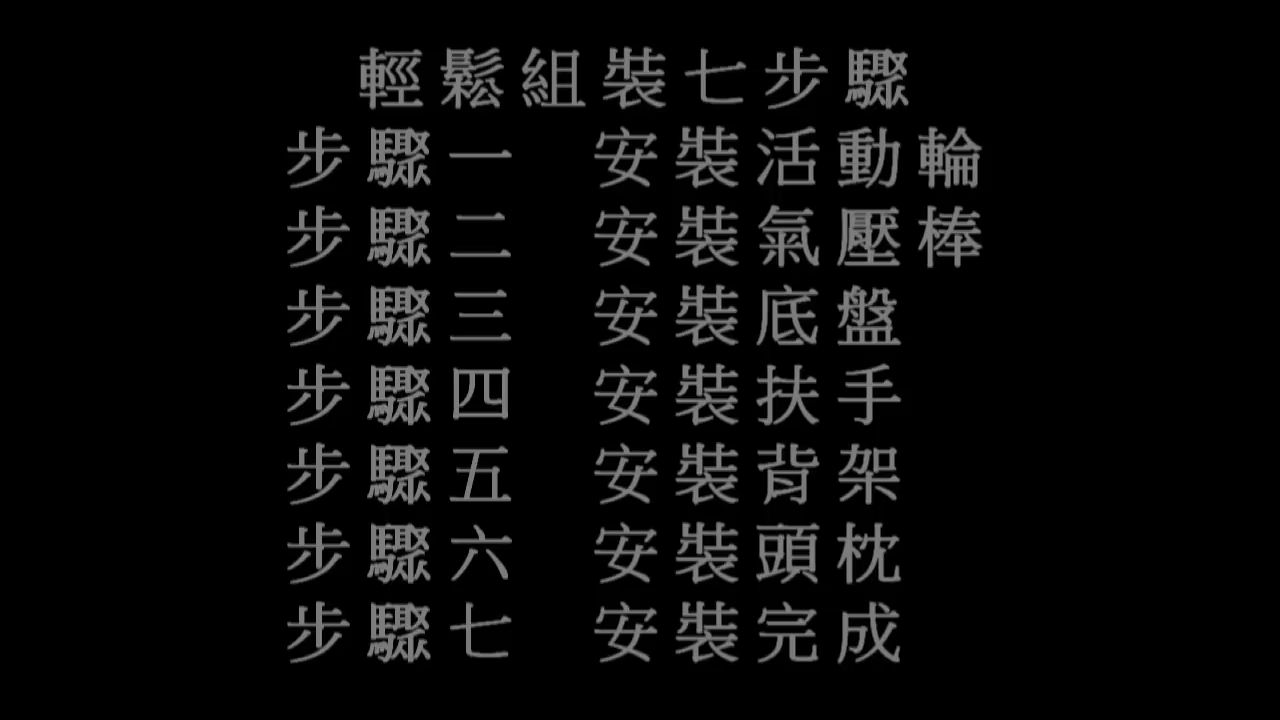 輕鬆組裝七步驟
步驟一 安裝活動輪
步驟二 安裝氣壓棒
步驟三 安裝底盤
步驟四 安裝扶手
步驟五 安裝背架
步驟六 安裝頭枕
步驟七 安裝完成